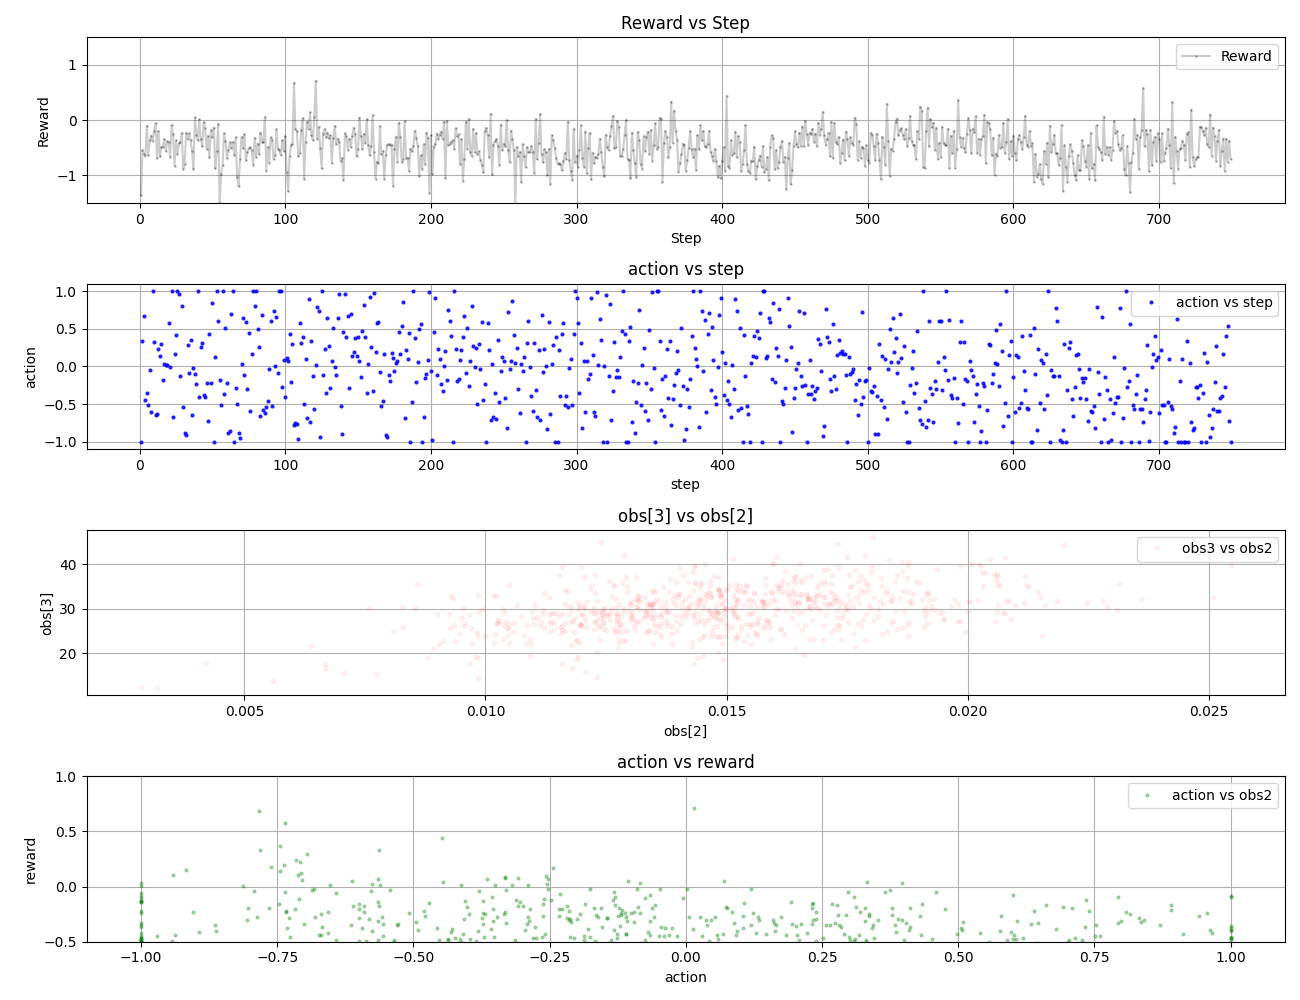 Reward vs Step
Reward
1
0
−1
Reward
0 100 200 300 400 500 600 700
Step
action vs step
action vs step
1.0
0.5
0.0
−0.5
−1.0
action
0 100 200 300 400 500 600 700
step
obs[3] vs obs[2]
obs3 vs obs2
40
30
20
obs[3]
0.005 0.010 0.015 0.020 0.025
obs[2]
action vs reward
action vs obs2
1.0
0.5
0.0
−0.5
reward
−1.00 −0.75 −0.50 −0.25 0.00 0.25 0.50 0.75 1.00
action